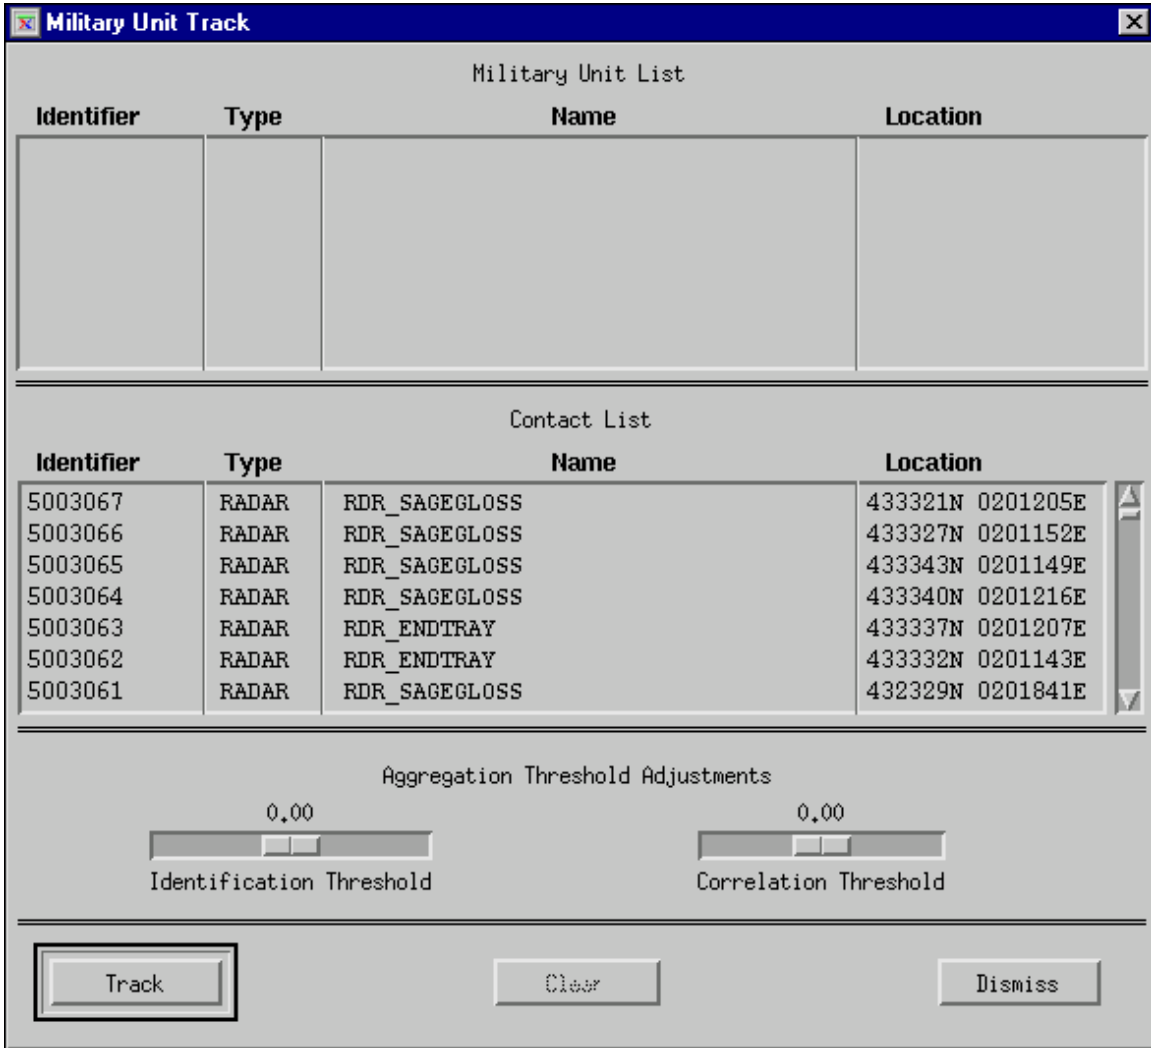 Military Unit Track
Military Unit List
Identifier Type Name Location
Contact List
Identifier Type Name Location
5003067 RADAR RDR_SAGEGLOSS 433321N 0201205E
5003066 RADAR RDR_SAGEGLOSS 433327N 0201152E
5003065 RADAR RDR_SAGEGLOSS 433343N 0201149E
5003064 RADAR RDR_SAGEGLOSS 433340N 0201216E
5003063 RADAR RDR_ENDTRAY 433337N 0201207E
5003062 RADAR RDR_ENDTRAY 433332N 0201143E
5003061 RADAR RDR_SAGEGLOSS 432329N 0201841E
Aggregation Threshold Adjustments
0.00 0.00
Identification Threshold Correlation Threshold
Track Clear Dismiss